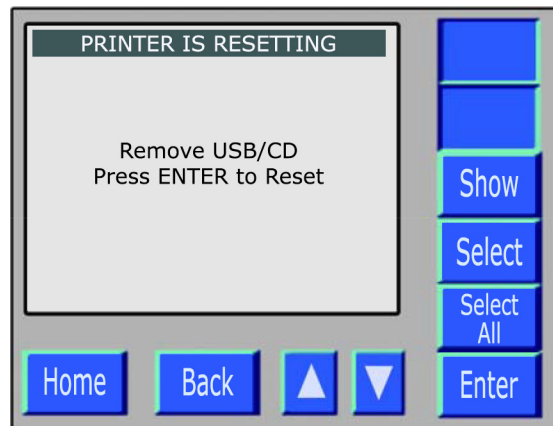 PRINTER IS RESETTING
Remove USB/CD
Press ENTER to Reset
Show
Select
Select
All
Home
Back
Enter